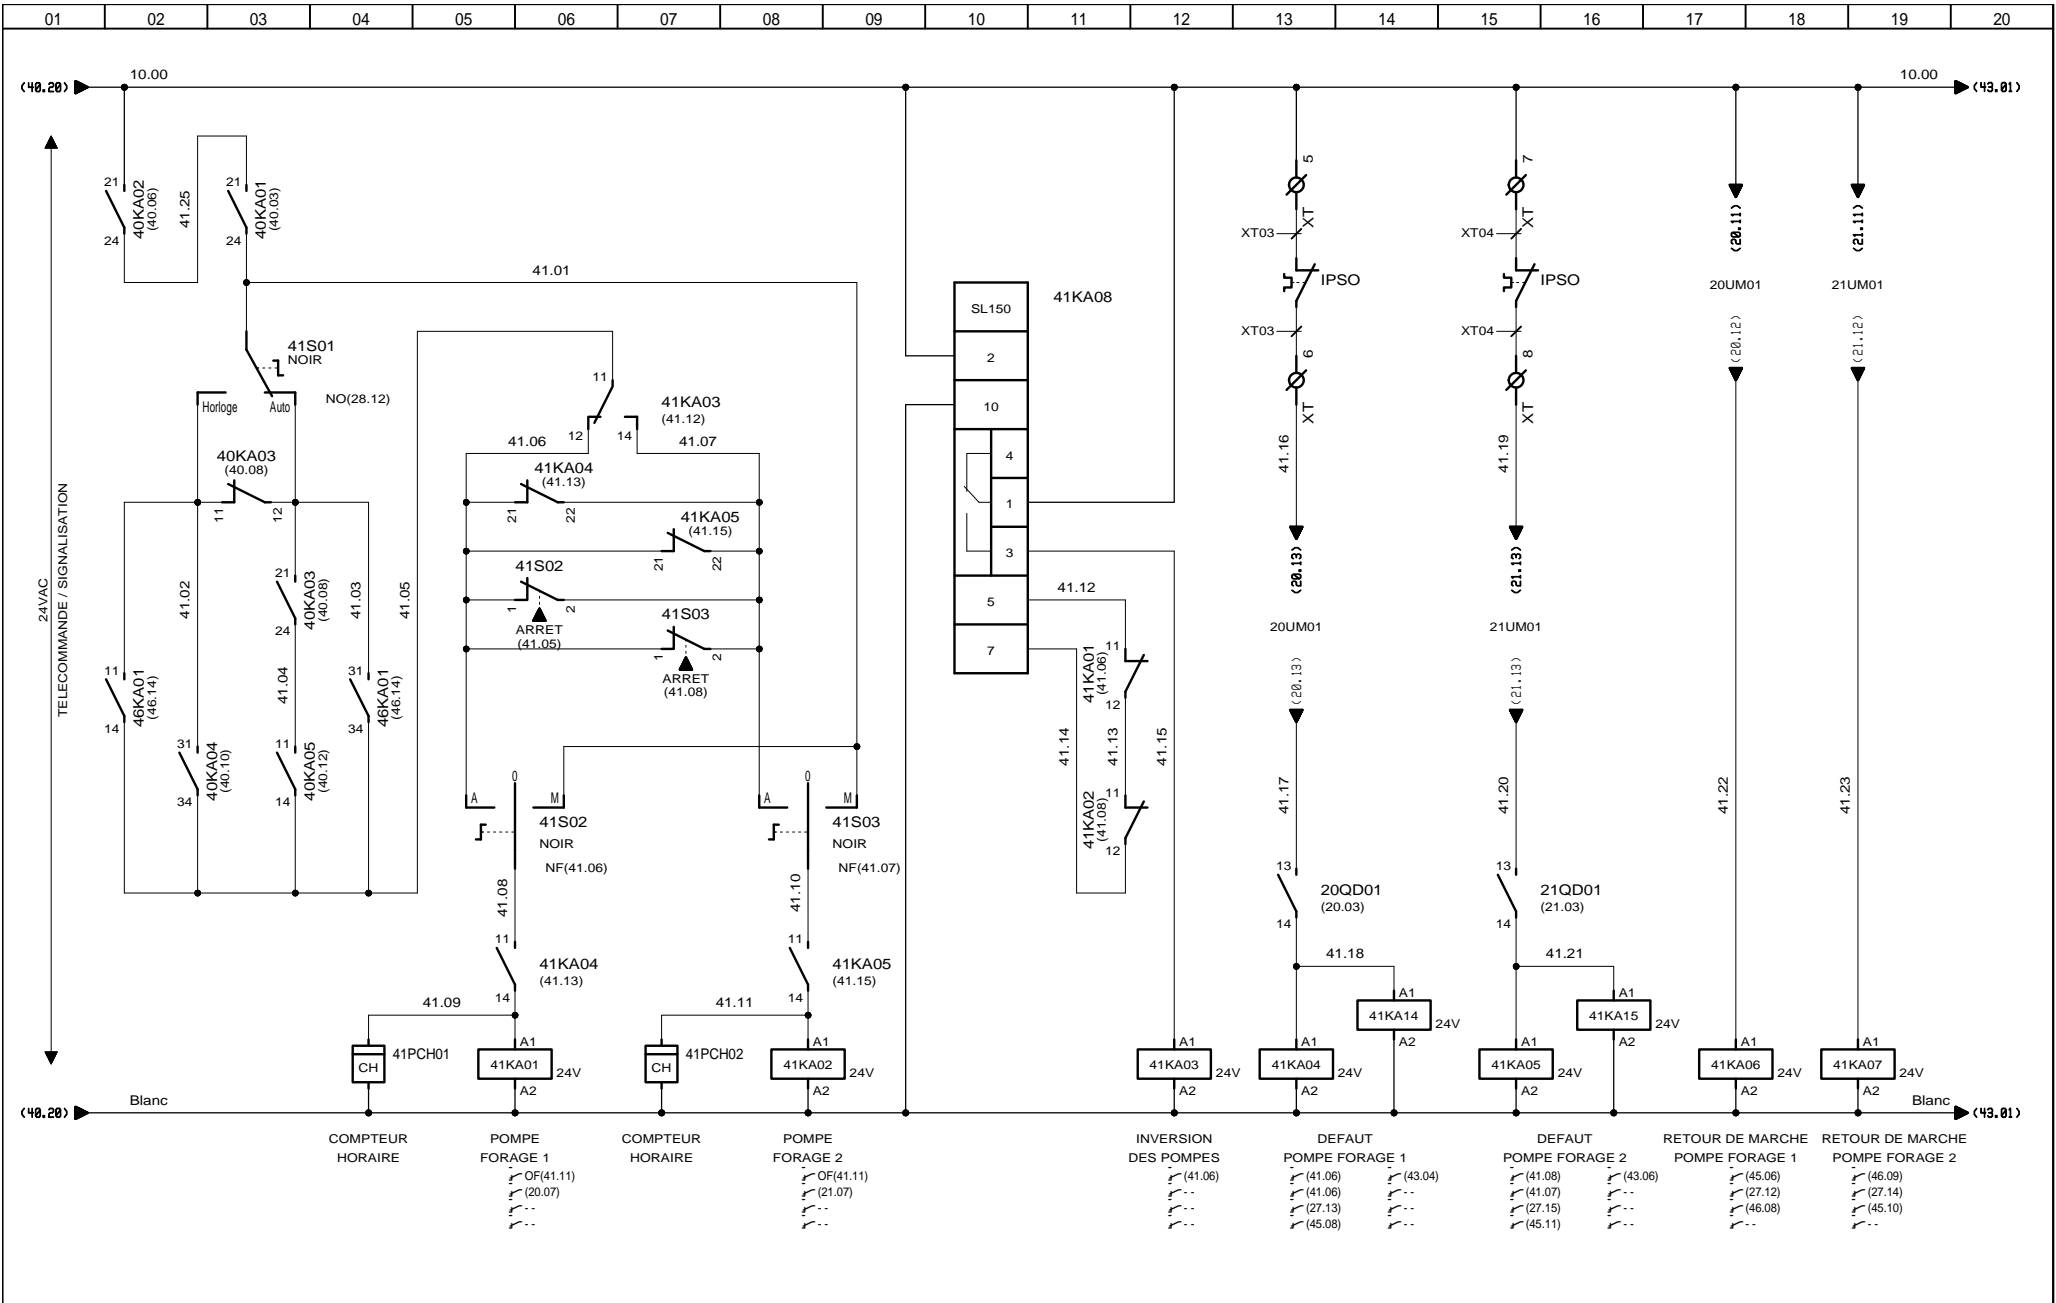 01 02 03 04 05 06 07 08 09 10 11 12 13 14 15 16 17 18 19 20
(40.20) 10.00 10.00 (43.01)
24VAC
TELECOMMANDE / SIGNALISATION
21
40KA02
(40.06)
24
41.25
21
40KA01
(40.03)
24
41.01
41S01
NOIR
Horloge Auto
NO(28.12)
40KA03
(40.08)
11 12
41.02
21
40KA03
(40.08)
24
41.03
41.05
11
46KA01
(46.14)
14
31
40KA04
(40.10)
34
41.04
11
40KA05
(40.12)
14
31
46KA01
(46.14)
34
11
41KA03
(41.12)
12 14
41.06 41.07
41KA04
(41.13)
21 22
41KA05
(41.15)
21 22
41S02
1 2
ARRET
(41.05)
41S03
1 2
ARRET
(41.08)
A 0 M
41S02
NOIR
NF(41.06)
A 0 M
41S03
NOIR
NF(41.07)
41.08
11
41KA04
(41.13)
14
41.10
11
41KA05
(41.15)
14
41.09
41.11
CH
41PCH01
A1
41KA01
24V
A2
CH
41PCH02
A1
41KA02
24V
A2
41KA08
SL150
2
10
4
1
3
5
7
41.12
11
41KA01
(41.06)
12
41.14
41.13
41.15
11
41KA02
(41.08)
12
A1
41KA03
24V
A2
5
XT
XT03
IPSO
XT03
6
XT
41.16
(20.13)
20UM01
(20.13)
41.17
13
20QD01
(20.03)
14
41.18
A1
41KA14
24V
A2
A1
41KA04
24V
A2
7
XT
XT04
IPSO
XT04
8
XT
41.19
(21.13)
21UM01
(21.13)
41.20
13
21QD01
(21.03)
14
41.21
A1
41KA15
24V
A2
A1
41KA05
24V
A2
(20.11)
20UM01
(20.12)
41.22
A1
41KA06
24V
A2
(21.11)
21UM01
(21.12)
41.23
A1
41KA07
24V
A2
(40.20) Blanc Blanc (43.01)
COMPTEUR
HORAIRE
POMPE
FORAGE 1
OF(41.11)
(20.07)
--
--
COMPTEUR
HORAIRE
POMPE
FORAGE 2
OF(41.11)
(21.07)
--
--
INVERSION
DES POMPES
(41.06)
--
--
--
DEFAUT
POMPE FORAGE 1
(41.06) (43.04)
(41.06) --
(27.13) --
(45.08) --
DEFAUT
POMPE FORAGE 2
(41.08) (43.06)
(41.07) --
(27.15) --
(45.11) --
RETOUR DE MARCHE
POMPE FORAGE 1
(45.06)
(27.12)
(46.08)
--
RETOUR DE MARCHE
POMPE FORAGE 2
(46.09)
(27.14)
(45.10)
--